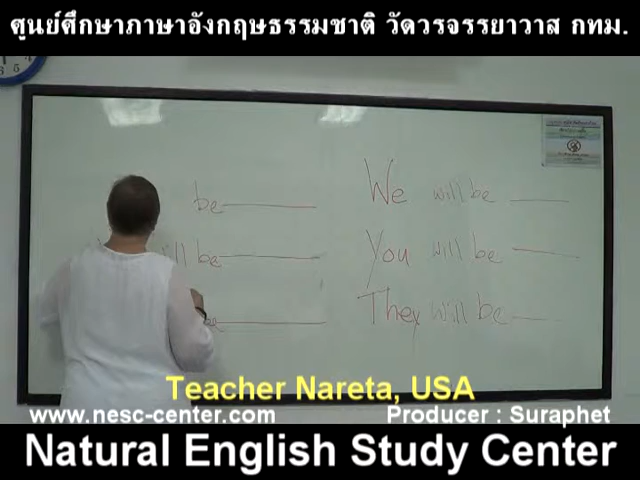 ศูนย์ศึกษาภาษาอังกฤษธรรมชาติ วัดวรจรรยาวาส กทม.
be
We will be
will be
You will be
They will be
Teacher Nareta, USA
www.nesc-center.com
Producer : Suraphet
Natural English Study Center